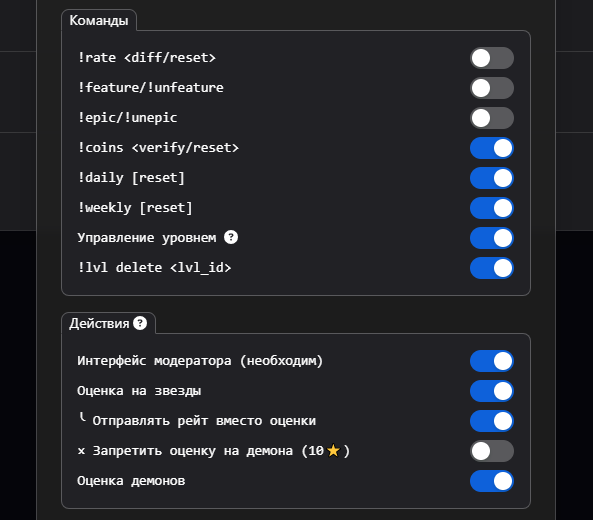 Команды
!rate <diff/reset>
!feature/!unfeature
!epic/!unepic
!coins <verify/reset>
!daily [reset]
!weekly [reset]
Управление уровнем ?
!lvl delete <lvl_id>
Действия ?
Интерфейс модератора (необходим)
Оценка на звезды
╰ Отправлять рейт вместо оценки
× Запретить оценку на демона (10⭐)
Оценка демонов